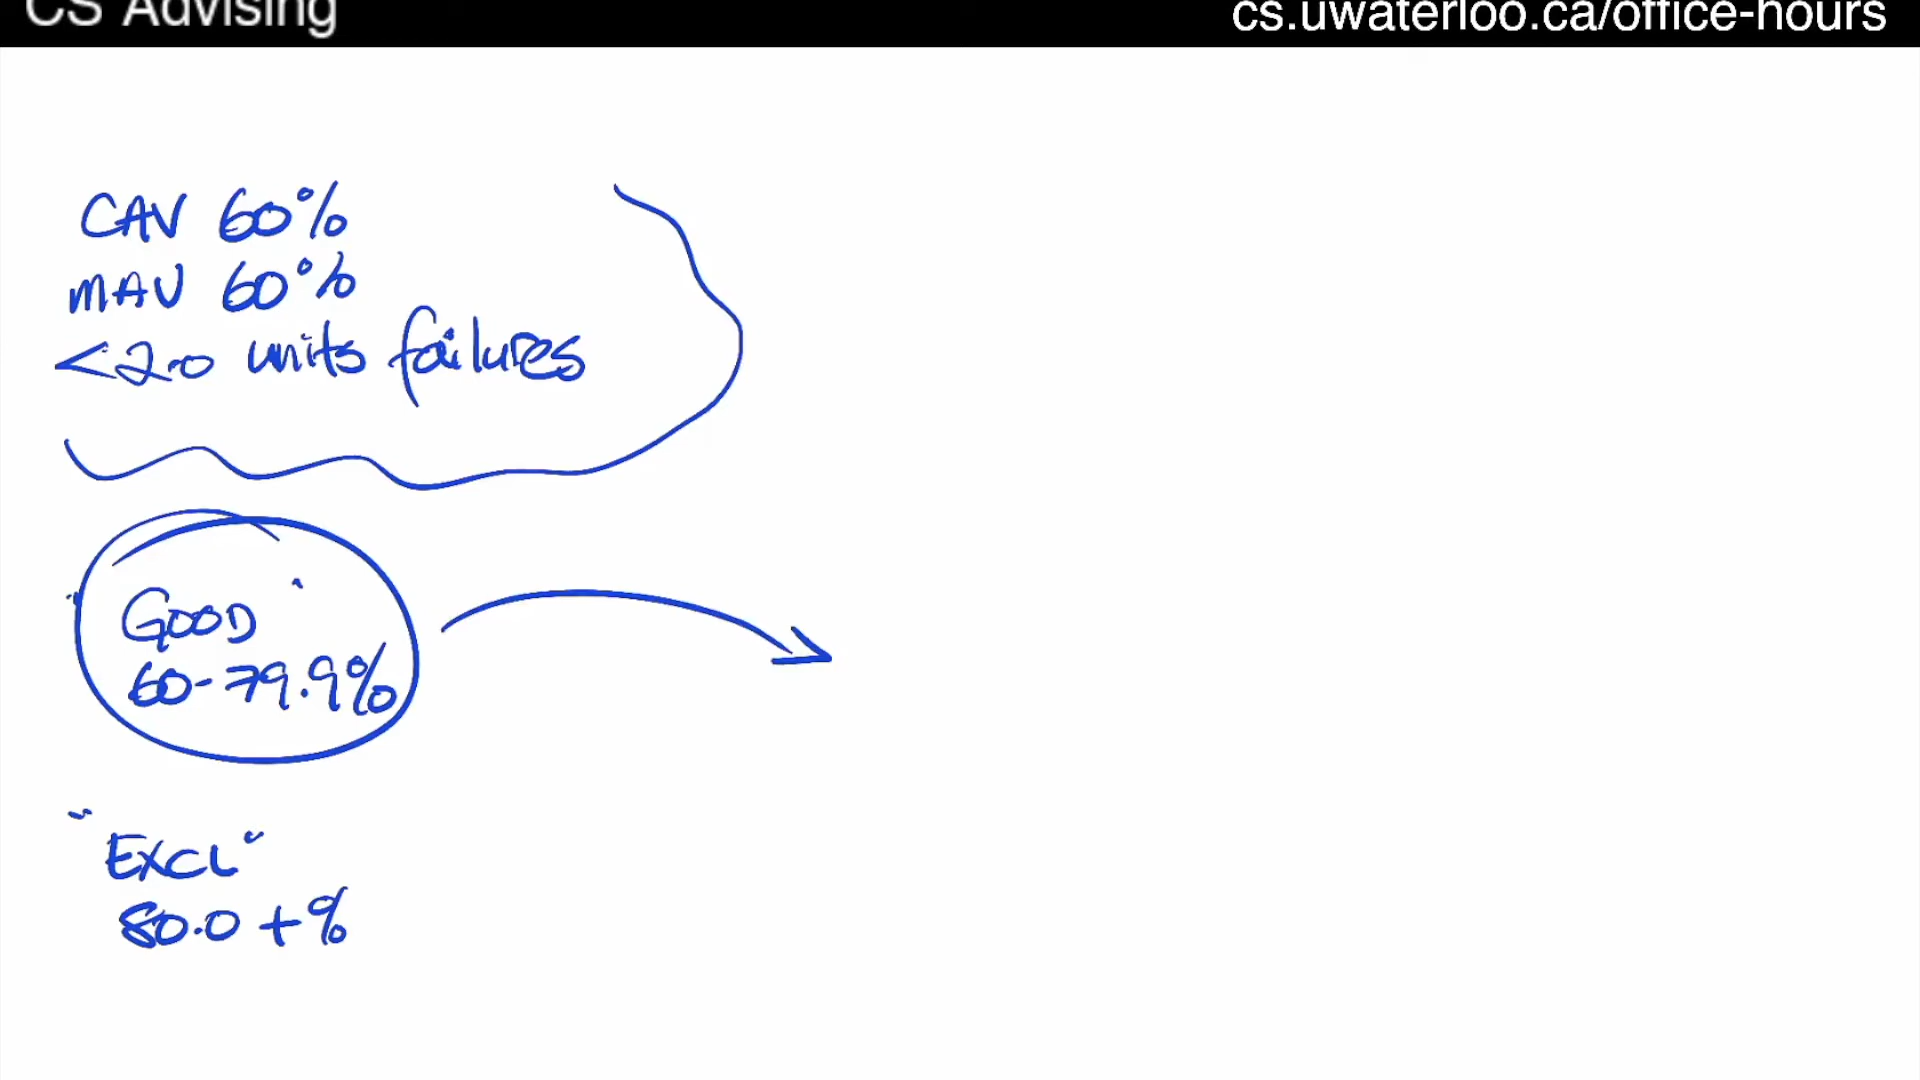 CS Advising
cs.uwaterloo.ca/office-hours
CAV 60%
MAV 60%
<2.0 units failures
"GOOD"
60-79.9%
"EXCL"
80.0+%